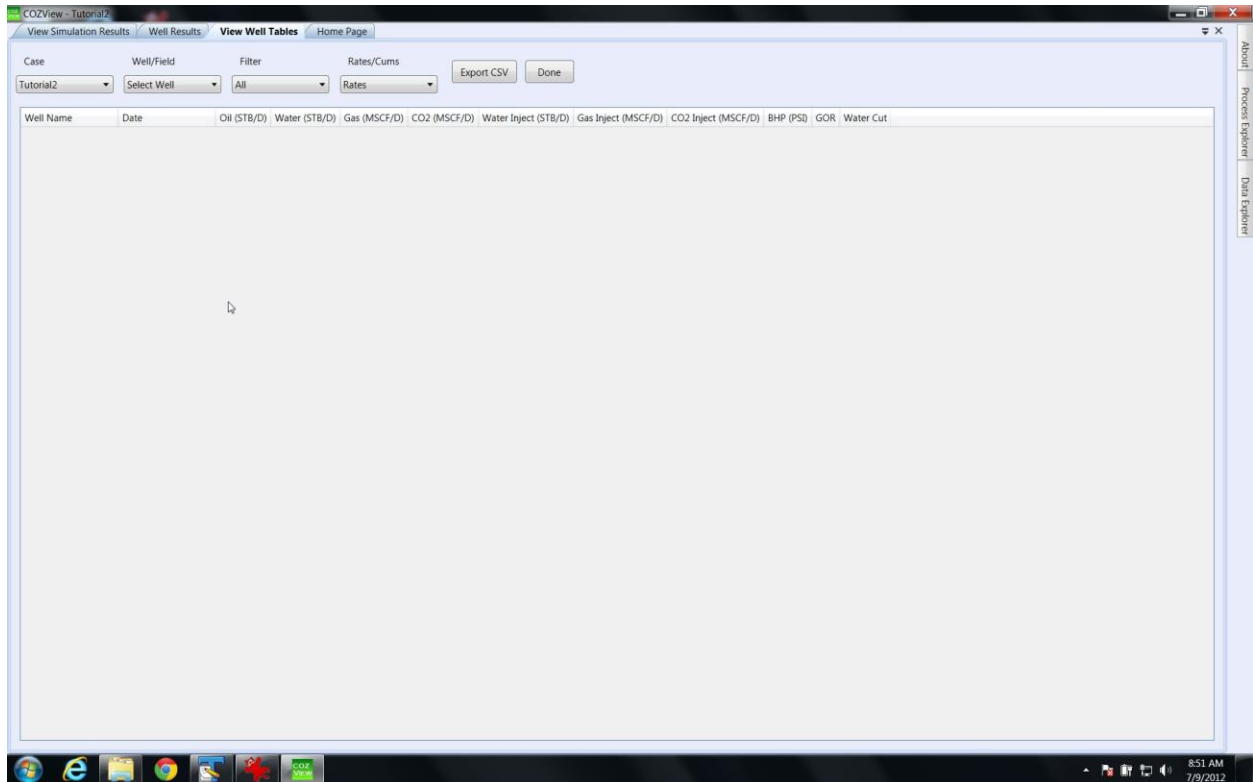 COZView - Tutorial2
View Simulation Results Well Results View Well Tables Home Page
Case Well/Field Filter Rates/Cums
Tutorial2 Select Well All Rates Export CSV Done
Well Name Date Oil (STB/D) Water (STB/D) Gas (MSCF/D) CO2 (MSCF/D) Water Inject (STB/D) Gas Inject (MSCF/D) CO2 Inject (MSCF/D) BHP (PSI) GOR Water Cut
About
Process Explorer
Data Explorer
COZ
View
8:51 AM
7/9/2012